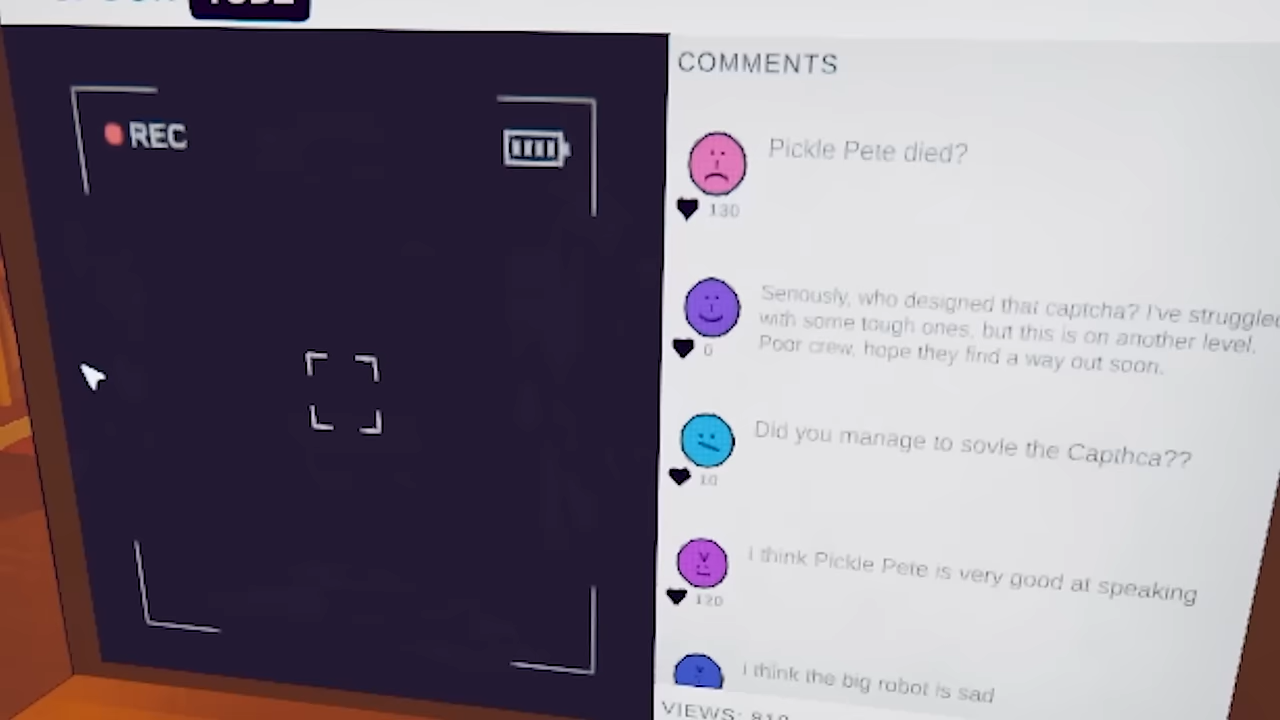 TUBE
COMMENTS
REC
Pickle Pete died?
130
Seriously, who designed that captcha? I've struggled
with some tough ones, but this is on another level.
Poor crew, hope they find a way out soon.
0
Did you manage to sovle the Capthca??
10
i think Pickle Pete is very good at speaking
120
i think the big robot is sad
VIEWS: